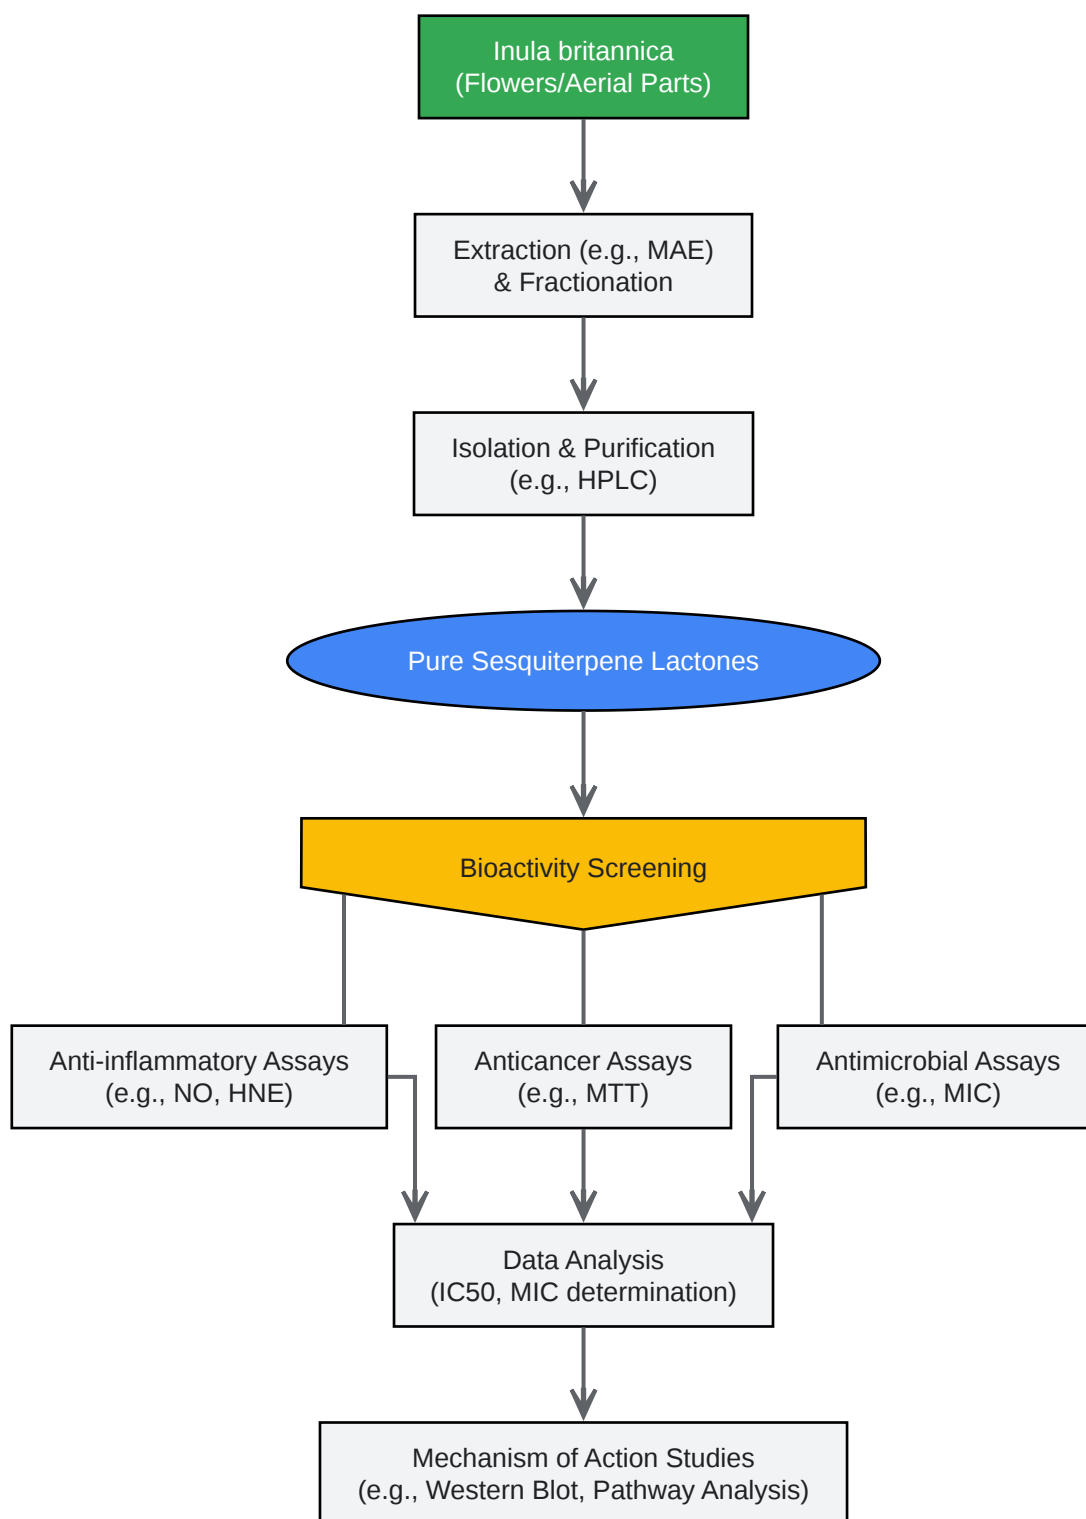 Inula britannica
(Flowers/Aerial Parts)
Extraction (e.g., MAE)
& Fractionation
Isolation & Purification
(e.g., HPLC)
Pure Sesquiterpene Lactones
Bioactivity Screening
Anti-inflammatory Assays
(e.g., NO, HNE)
Anticancer Assays
(e.g., MTT)
Antimicrobial Assays
(e.g., MIC)
Data Analysis
(IC50, MIC determination)
Mechanism of Action Studies
(e.g., Western Blot, Pathway Analysis)